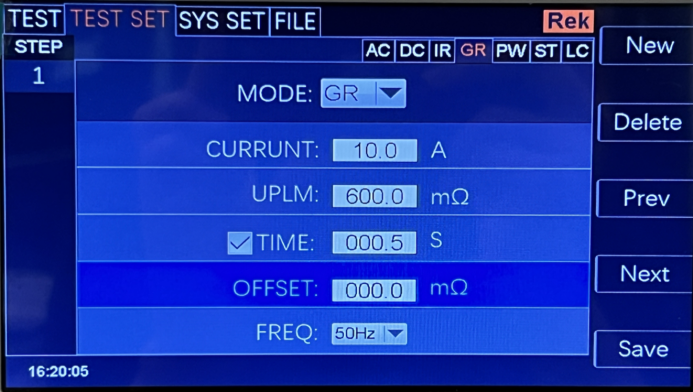 TEST TEST SET SYS SET FILE Rek
STEP AC DC IR GR PW ST LC
1
MODE: GR
CURRUNT: 10.0 A
UPLM: 600.0 mΩ
TIME: 000.5 S
OFFSET: 000.0 mΩ
FREQ: 50Hz
16:20:05
New
Delete
Prev
Next
Save